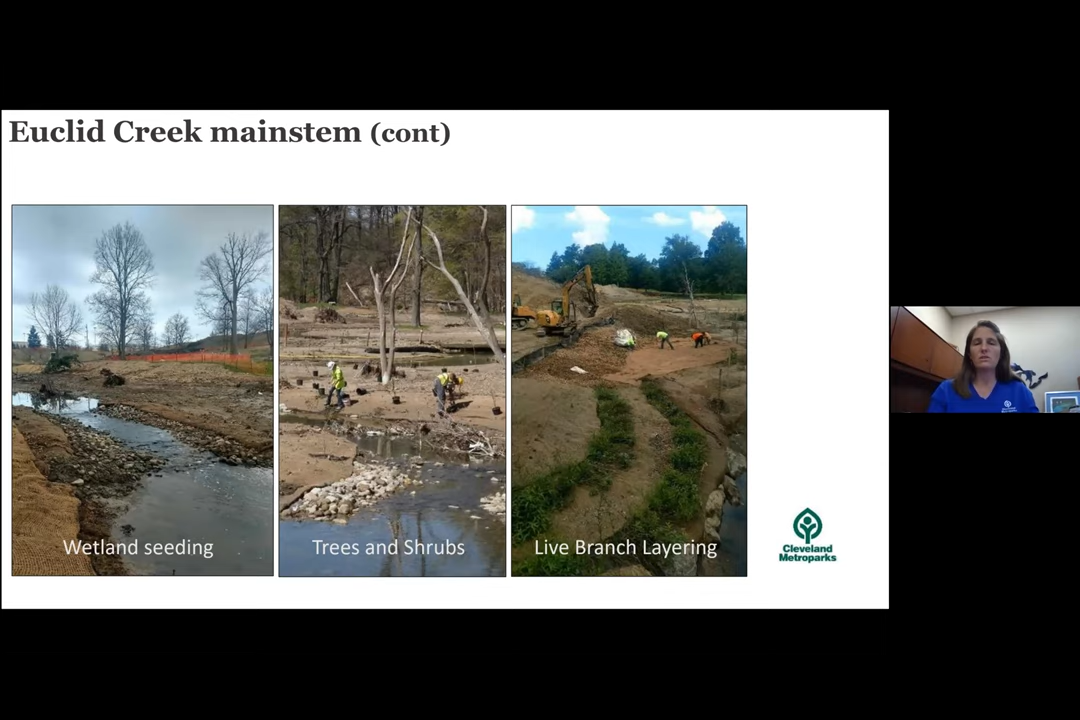 Euclid Creek mainstem (cont)
Wetland seeding
Trees and Shrubs
Live Branch Layering
Cleveland
Metroparks